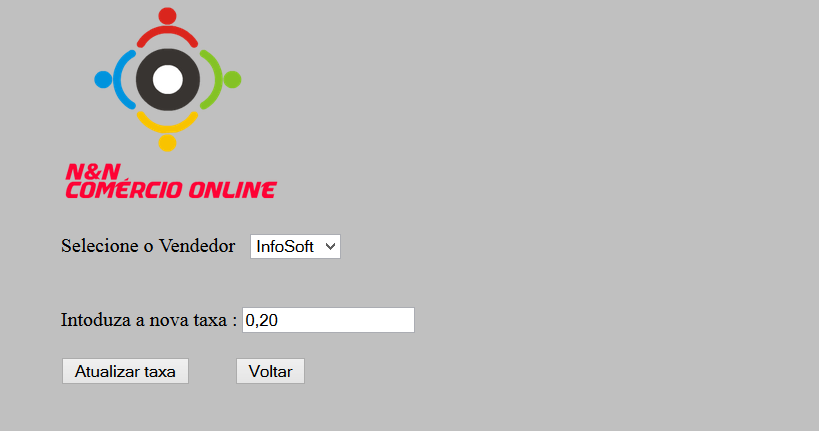 N&N
COMÉRCIO ONLINE
Selecione o Vendedor InfoSoft
Intoduza a nova taxa : 0,20
Atualizar taxa Voltar